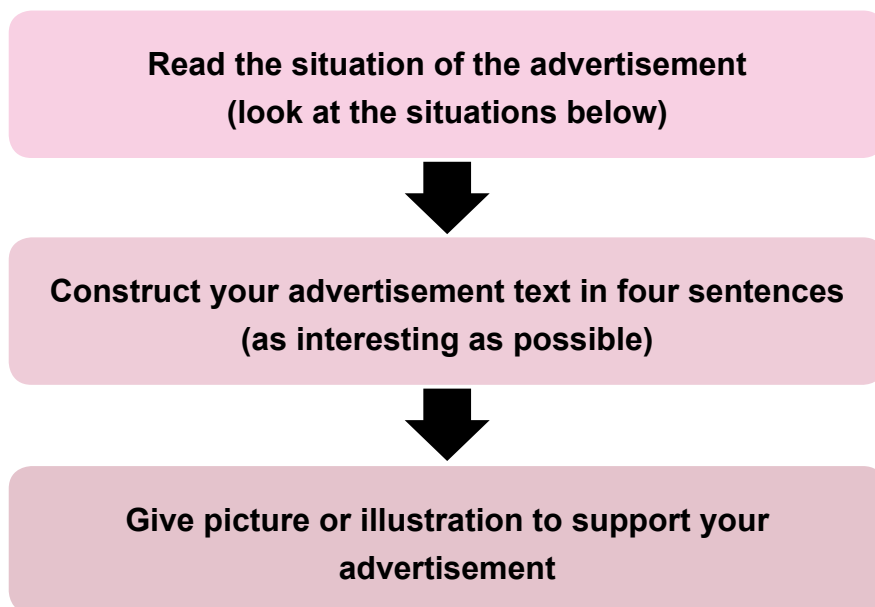 Read the situation of the advertisement
(look at the situations below)
Construct your advertisement text in four sentences
(as interesting as possible)
Give picture or illustration to support your
advertisement